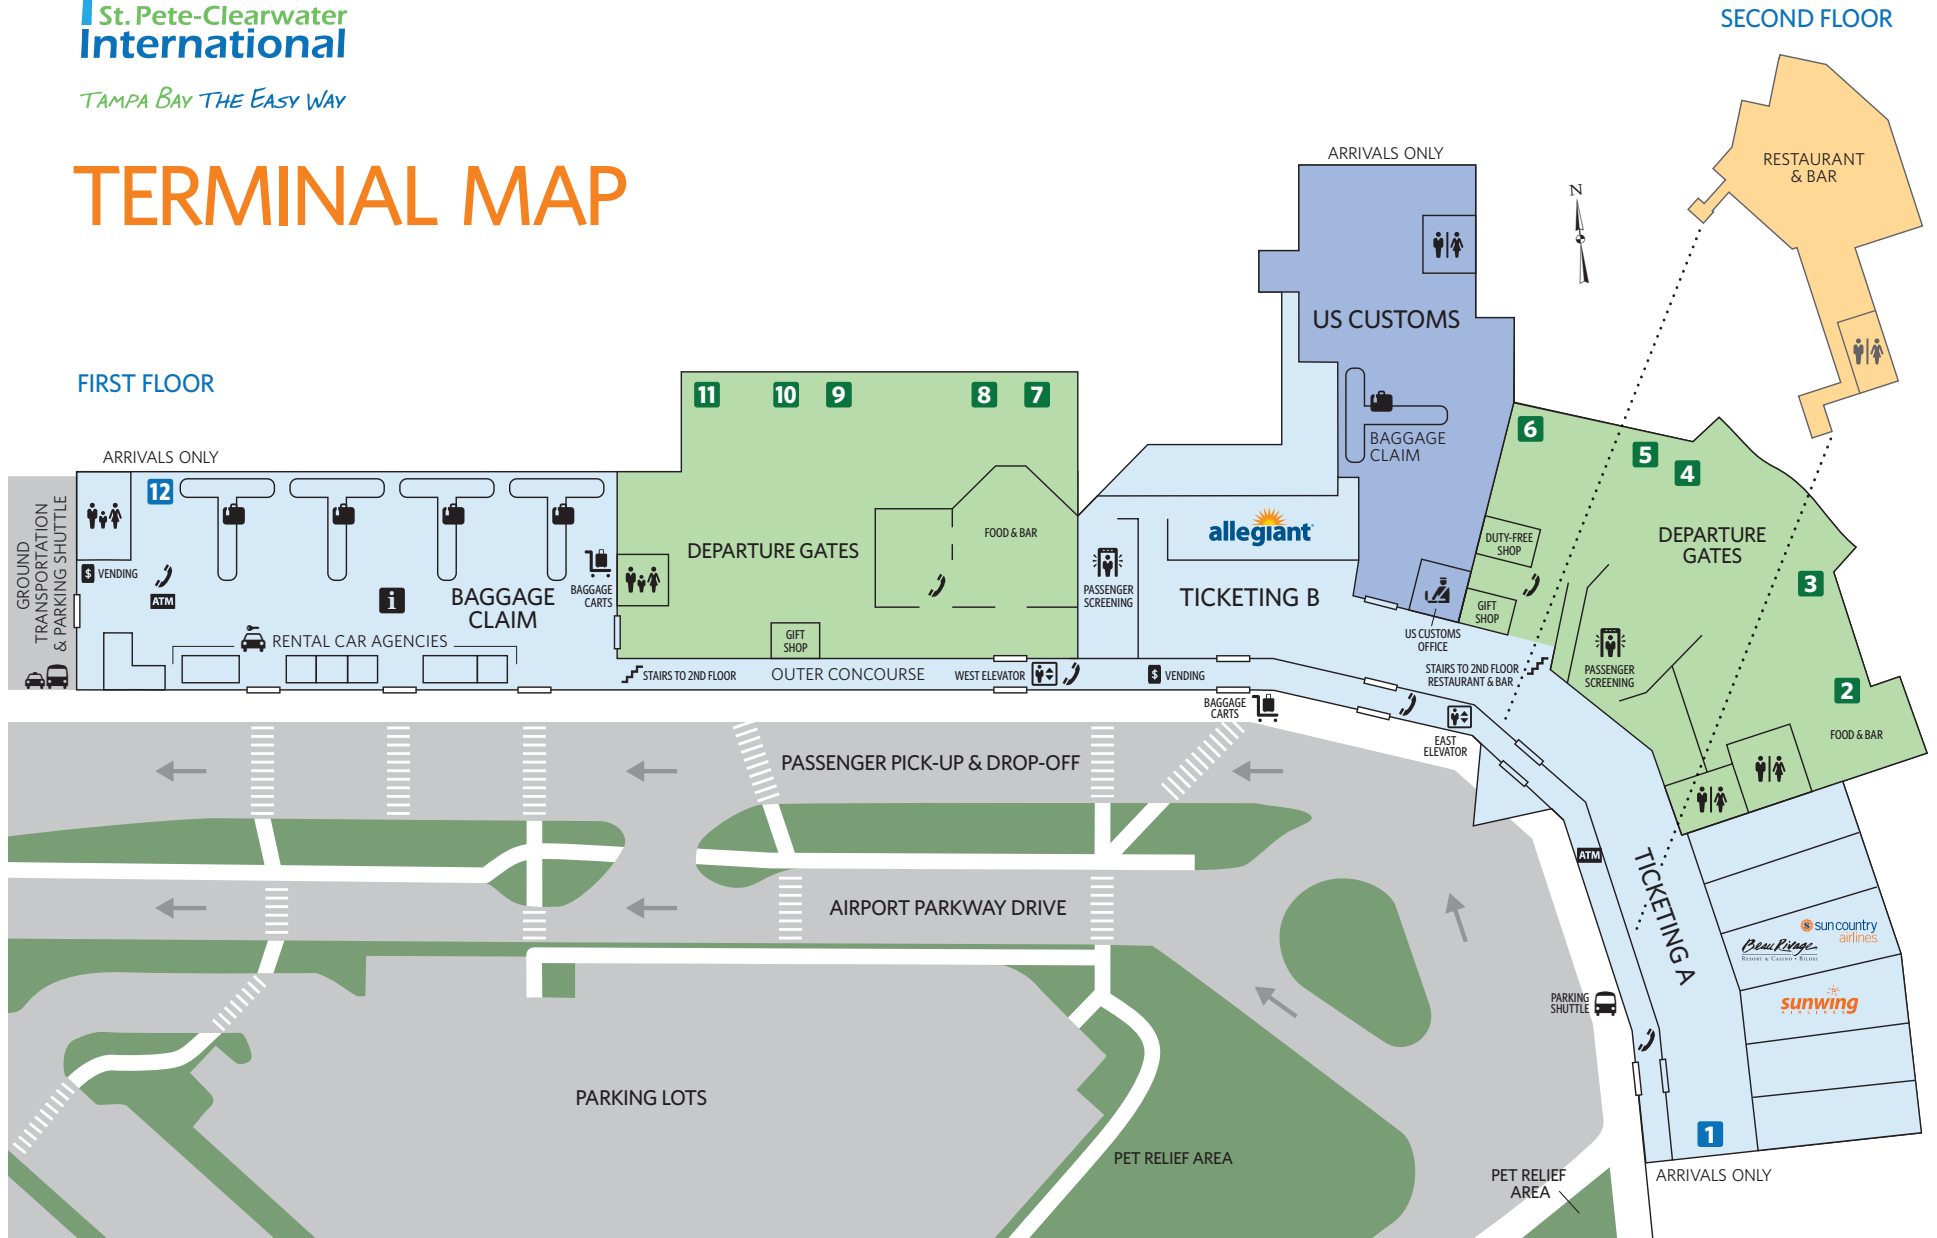 St. Pete-Clearwater
International
TAMPA BAY THE EASY WAY
TERMINAL MAP
SECOND FLOOR
RESTAURANT
& BAR
N
ARRIVALS ONLY
US CUSTOMS
BAGGAGE
CLAIM
FIRST FLOOR
ARRIVALS ONLY
12
11
10
9
8
7
6
5
4
3
2
1
GROUND
TRANSPORTATION
& PARKING SHUTTLE
$ VENDING
ATM
i
BAGGAGE
CLAIM
BAGGAGE
CARTS
RENTAL CAR AGENCIES
DEPARTURE GATES
FOOD & BAR
GIFT
SHOP
STAIRS TO 2ND FLOOR
OUTER CONCOURSE
WEST ELEVATOR
PASSENGER
SCREENING
allegiant
TICKETING B
$ VENDING
BAGGAGE
CARTS
US CUSTOMS
OFFICE
DUTY-FREE
SHOP
GIFT
SHOP
DEPARTURE
GATES
PASSENGER
SCREENING
STAIRS TO 2ND FLOOR
RESTAURANT & BAR
EAST
ELEVATOR
FOOD & BAR
ATM
TICKETING A
S sun country
airlines
Beau Rivage
RESORT & CASINO • BILOXI
sunwing
AIRLINES
PARKING
SHUTTLE
ARRIVALS ONLY
PASSENGER PICK-UP & DROP-OFF
AIRPORT PARKWAY DRIVE
PARKING LOTS
PET RELIEF AREA
PET RELIEF
AREA